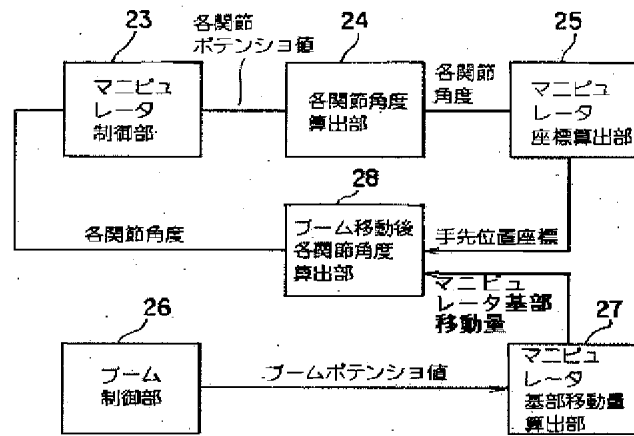 23
各関節
ポテンショ値
24
25
マニピュ
レータ
制御部
各関節角度
算出部
各関節
角度
マニピュ
レータ
座標算出部
28
各関節角度
ブーム移動後
各関節角度
算出部
手先位置座標
マニピュ
レータ基部
移動量
26
27
ブーム
制御部
ブームポテンショ値
マニピュ
レータ
基部移動量
算出部